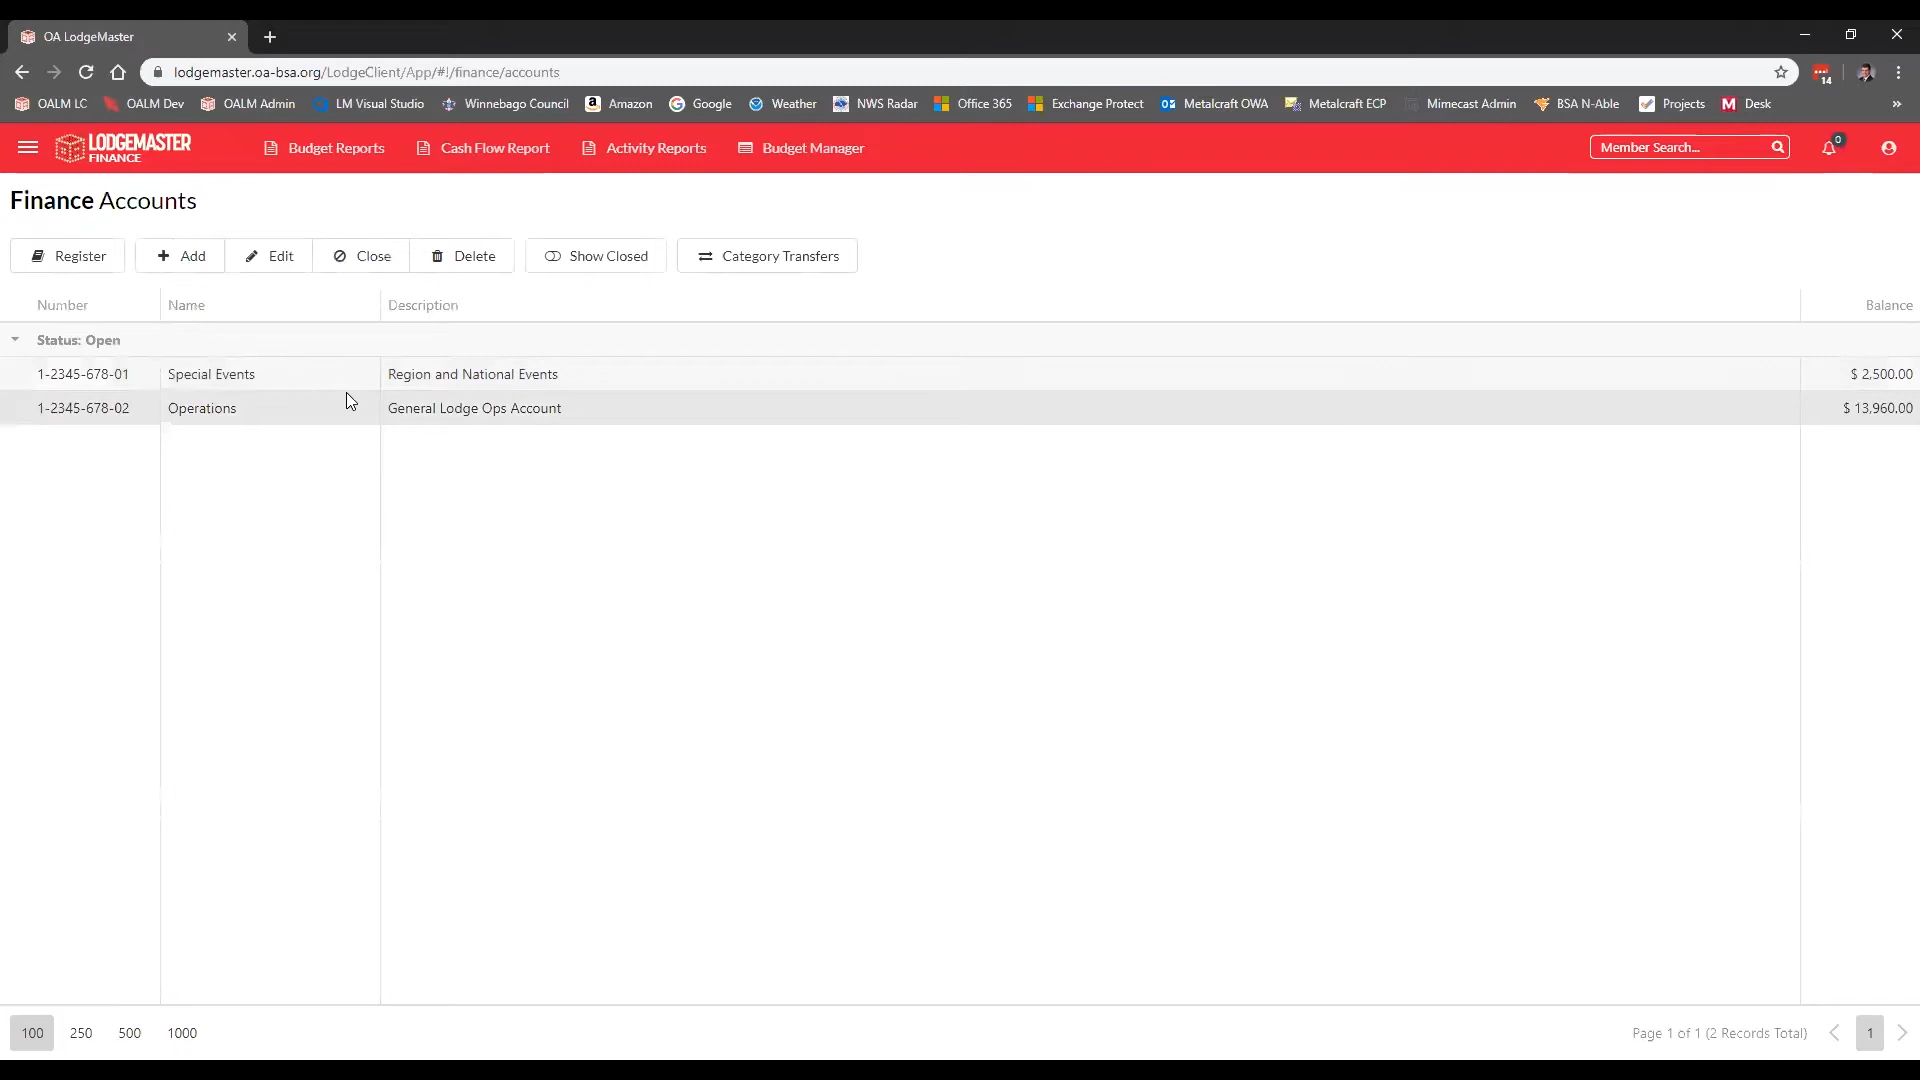 OA LodgeMaster
lodgemaster.oa-bsa.org/LodgeClient/App/#!/finance/accounts
14
OALM LC OALM Dev OALM Admin LM Visual Studio Winnebago Council Amazon Google Weather NWS Radar Office 365 Exchange Protect Metalcraft OWA Metalcraft ECP Mimecast Admin BSA N-Able Projects Desk »
LODGEMASTER
FINANCE
Budget Reports Cash Flow Report Activity Reports Budget Manager Member Search... 0
Finance Accounts
Register Add Edit Close Delete Show Closed Category Transfers
Number Name Description Balance
Status: Open
1-2345-678-01 Special Events Region and National Events $ 2,500.00
1-2345-678-02 Operations General Lodge Ops Account $ 13,960.00
100 250 500 1000 Page 1 of 1 (2 Records Total) 1